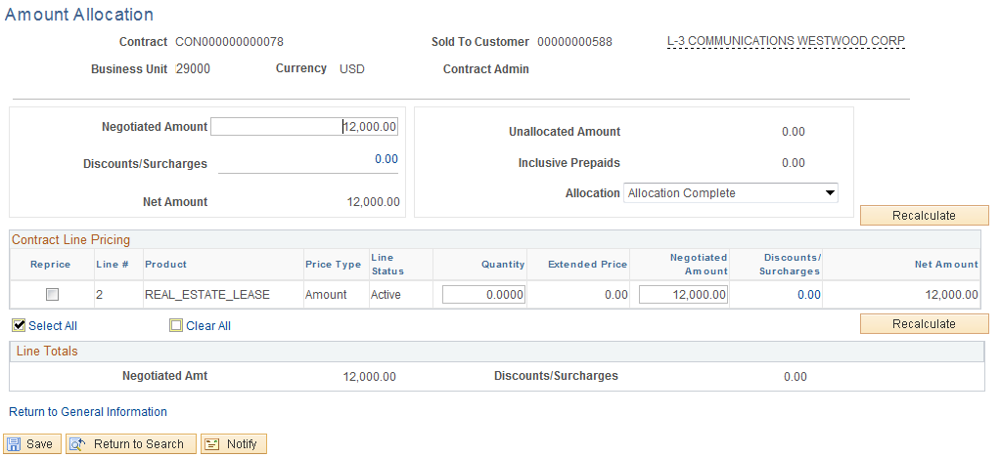 Amount Allocation
Contract CON000000000078 Sold To Customer 00000000588 L-3 COMMUNICATIONS WESTWOOD CORP
Business Unit 29000 Currency USD Contract Admin
Negotiated Amount 12,000.00
Discounts/Surcharges 0.00
Net Amount 12,000.00
Unallocated Amount 0.00
Inclusive Prepaids 0.00
Allocation Allocation Complete
Recalculate
Contract Line Pricing
Reprice Line # Product Price Type Line Status Quantity Extended Price Negotiated Amount Discounts/ Surcharges Net Amount
2 REAL_ESTATE_LEASE Amount Active 0.0000 0.00 12,000.00 0.00 12,000.00
Select All Clear All Recalculate
Line Totals
Negotiated Amt 12,000.00 Discounts/Surcharges 0.00
Return to General Information
Save Return to Search Notify